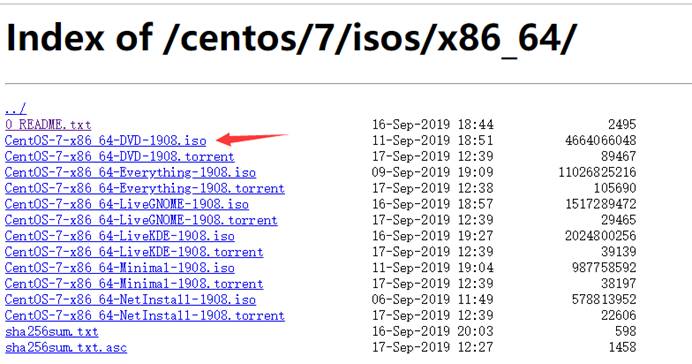 Index of /centos/7/isos/x86_64/
../
0_README.txt 16-Sep-2019 18:44 2495
CentOS-7-x86_64-DVD-1908.iso 11-Sep-2019 18:51 4664066048
CentOS-7-x86_64-DVD-1908.torrent 17-Sep-2019 12:39 89467
CentOS-7-x86_64-Everything-1908.iso 09-Sep-2019 19:09 11026825216
CentOS-7-x86_64-Everything-1908.torrent 17-Sep-2019 12:38 105690
CentOS-7-x86_64-LiveGNOME-1908.iso 16-Sep-2019 18:57 1517289472
CentOS-7-x86_64-LiveGNOME-1908.torrent 17-Sep-2019 12:39 29465
CentOS-7-x86_64-LiveKDE-1908.iso 16-Sep-2019 19:27 2024800256
CentOS-7-x86_64-LiveKDE-1908.torrent 17-Sep-2019 12:39 39139
CentOS-7-x86_64-Minimal-1908.iso 11-Sep-2019 19:04 987758592
CentOS-7-x86_64-Minimal-1908.torrent 17-Sep-2019 12:39 38197
CentOS-7-x86_64-NetInstall-1908.iso 06-Sep-2019 11:49 578813952
CentOS-7-x86_64-NetInstall-1908.torrent 17-Sep-2019 12:39 22606
sha256sum.txt 16-Sep-2019 20:03 598
sha256sum.txt.asc 17-Sep-2019 12:27 1458